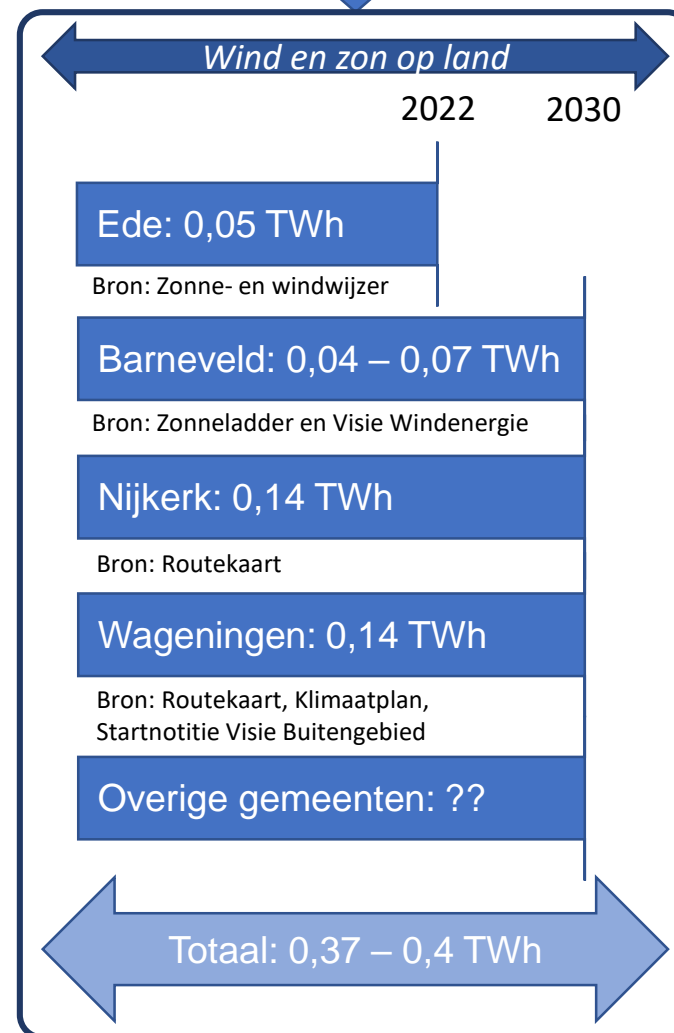 Wind en zon op land
2022 2030
Ede: 0,05 TWh
Bron: Zonne- en windwijzer
Barneveld: 0,04 – 0,07 TWh
Bron: Zonneladder en Visie Windenergie
Nijkerk: 0,14 TWh
Bron: Routekaart
Wageningen: 0,14 TWh
Bron: Routekaart, Klimaatplan,
Startnotitie Visie Buitengebied
Overige gemeenten: ??
Totaal: 0,37 – 0,4 TWh